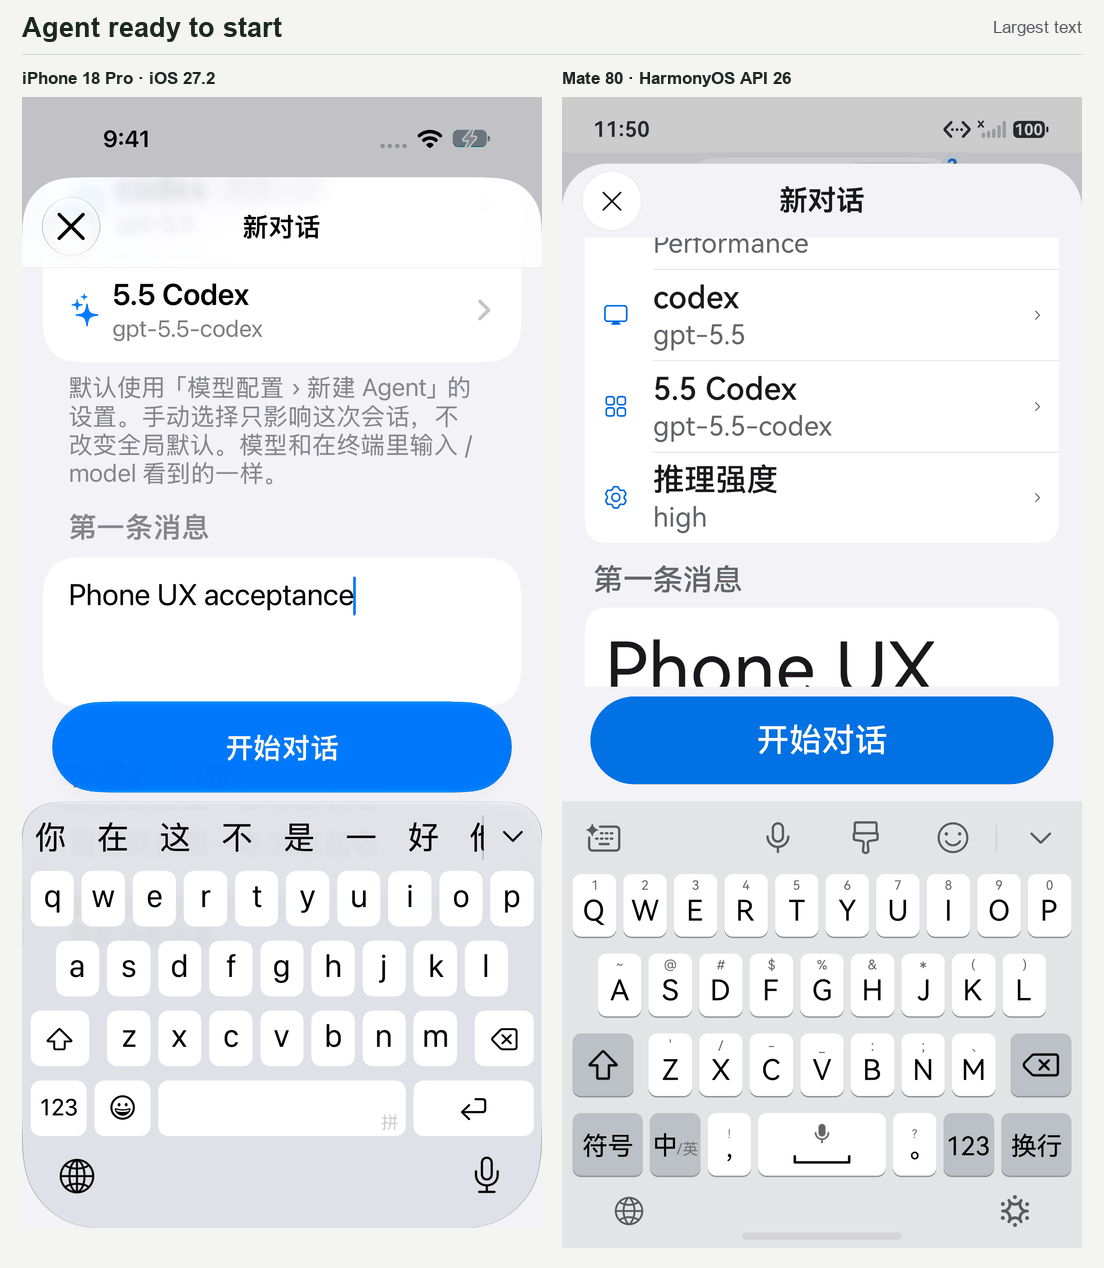 Agent ready to start
Largest text
iPhone 18 Pro · iOS 27.2
9:41
新对话
5.5 Codex
gpt-5.5-codex
默认使用「模型配置 › 新建 Agent」的
设置。手动选择只影响这次会话，不
改变全局默认。模型和在终端里输入 /
model 看到的一样。
第一条消息
Phone UX acceptance
开始对话
你 在 这 不 是 一 好
q w e r t y u i o p
a s d f g h j k l
z x c v b n m
123
拼
Mate 80 · HarmonyOS API 26
11:50
100
新对话
Performance
codex
gpt-5.5
5.5 Codex
gpt-5.5-codex
推理强度
high
第一条消息
Phone UX
开始对话
1 2 3 4 5 6 7 8 9 0
Q W E R T Y U I O P
~ @ # $ % & * ( )
A S D F G H J K L
' / - _ : ; 、
Z X C V B N M
! ?
符号 中/英 , 。 123 换行